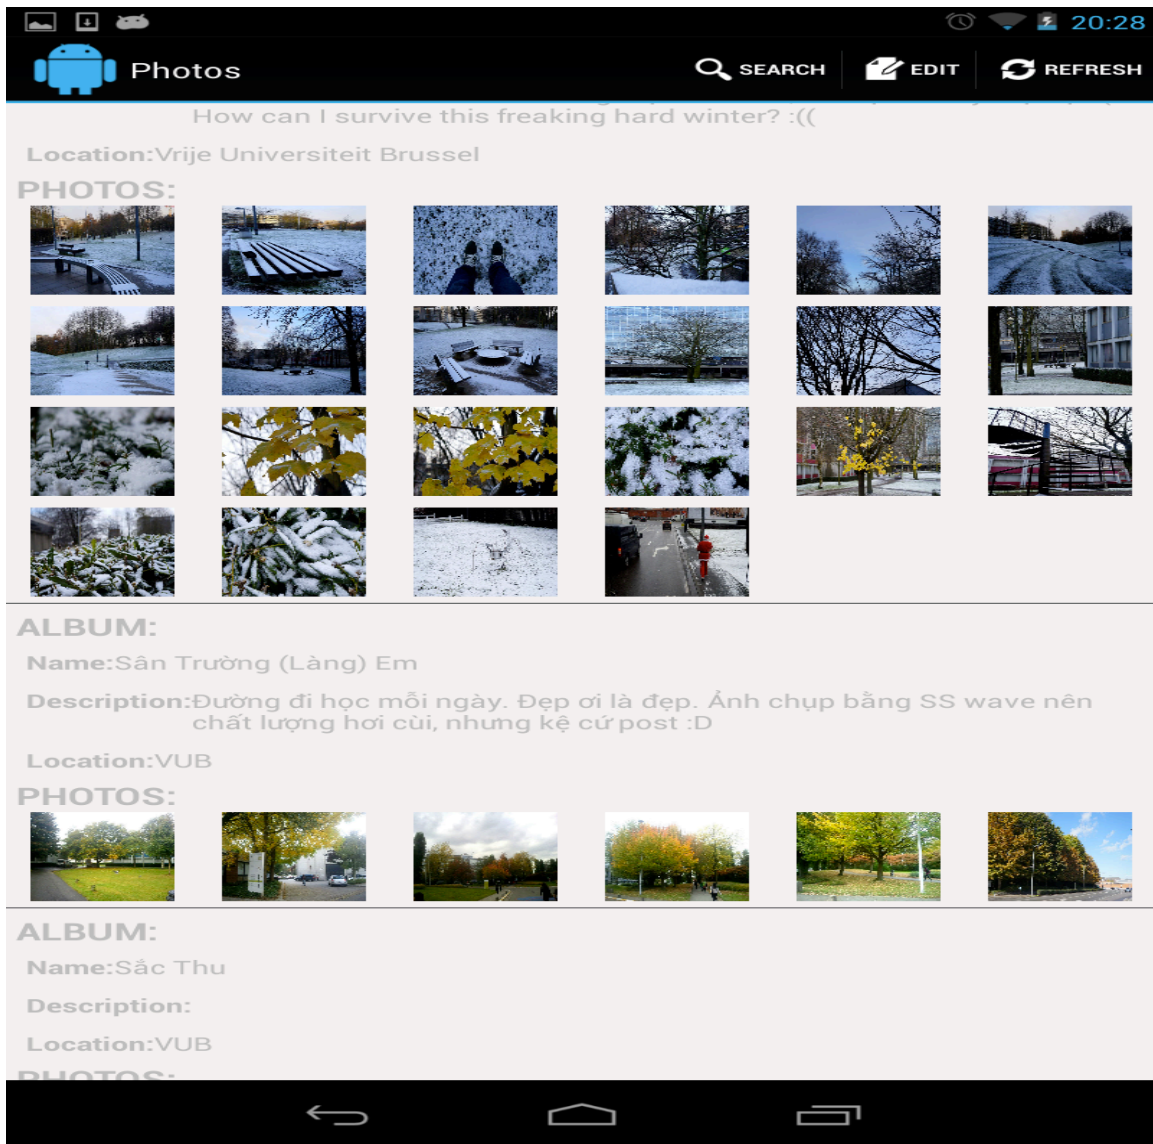 20:28
Photos
SEARCH
EDIT
REFRESH
How can I survive this freaking hard winter? :((
Location:Vrije Universiteit Brussel
PHOTOS:
ALBUM:
Name:Sân Trường (Làng) Em
Description:Đường đi học mỗi ngày. Đẹp ơi là đẹp. Ảnh chụp bằng SS wave nên
chất lượng hơi cùi, nhưng kệ cứ post :D
Location:VUB
PHOTOS:
ALBUM:
Name:Sắc Thu
Description:
Location:VUB
PHOTOS: